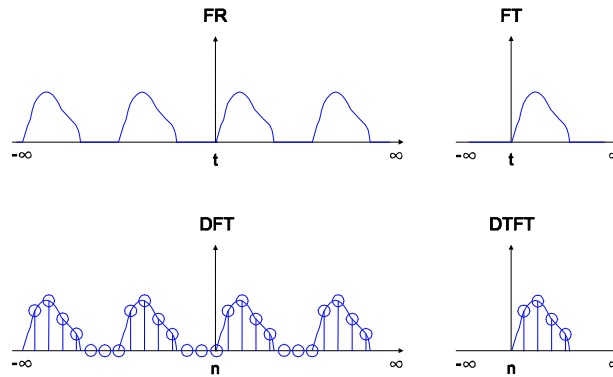 FR
FT
-∞ t ∞
-∞ t
DFT
DTFT
-∞ n ∞
-∞ n